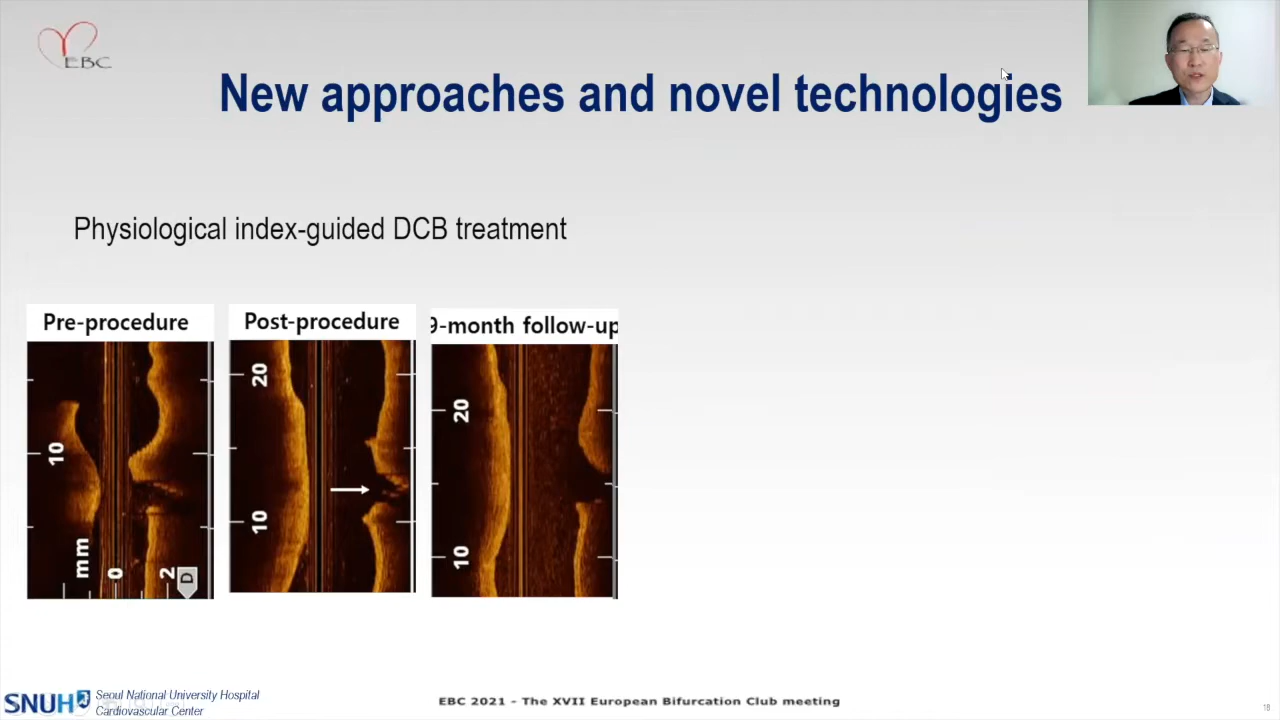 EBC
New approaches and novel technologies
Physiological index-guided DCB treatment
Pre-procedure
Post-procedure
9-month follow-up
10
mm
0
2
D
20
10
20
10
SNUH
Seoul National University Hospital
Cardiovascular Center
EBC 2021 - The XVII European Bifurcation Club meeting
18